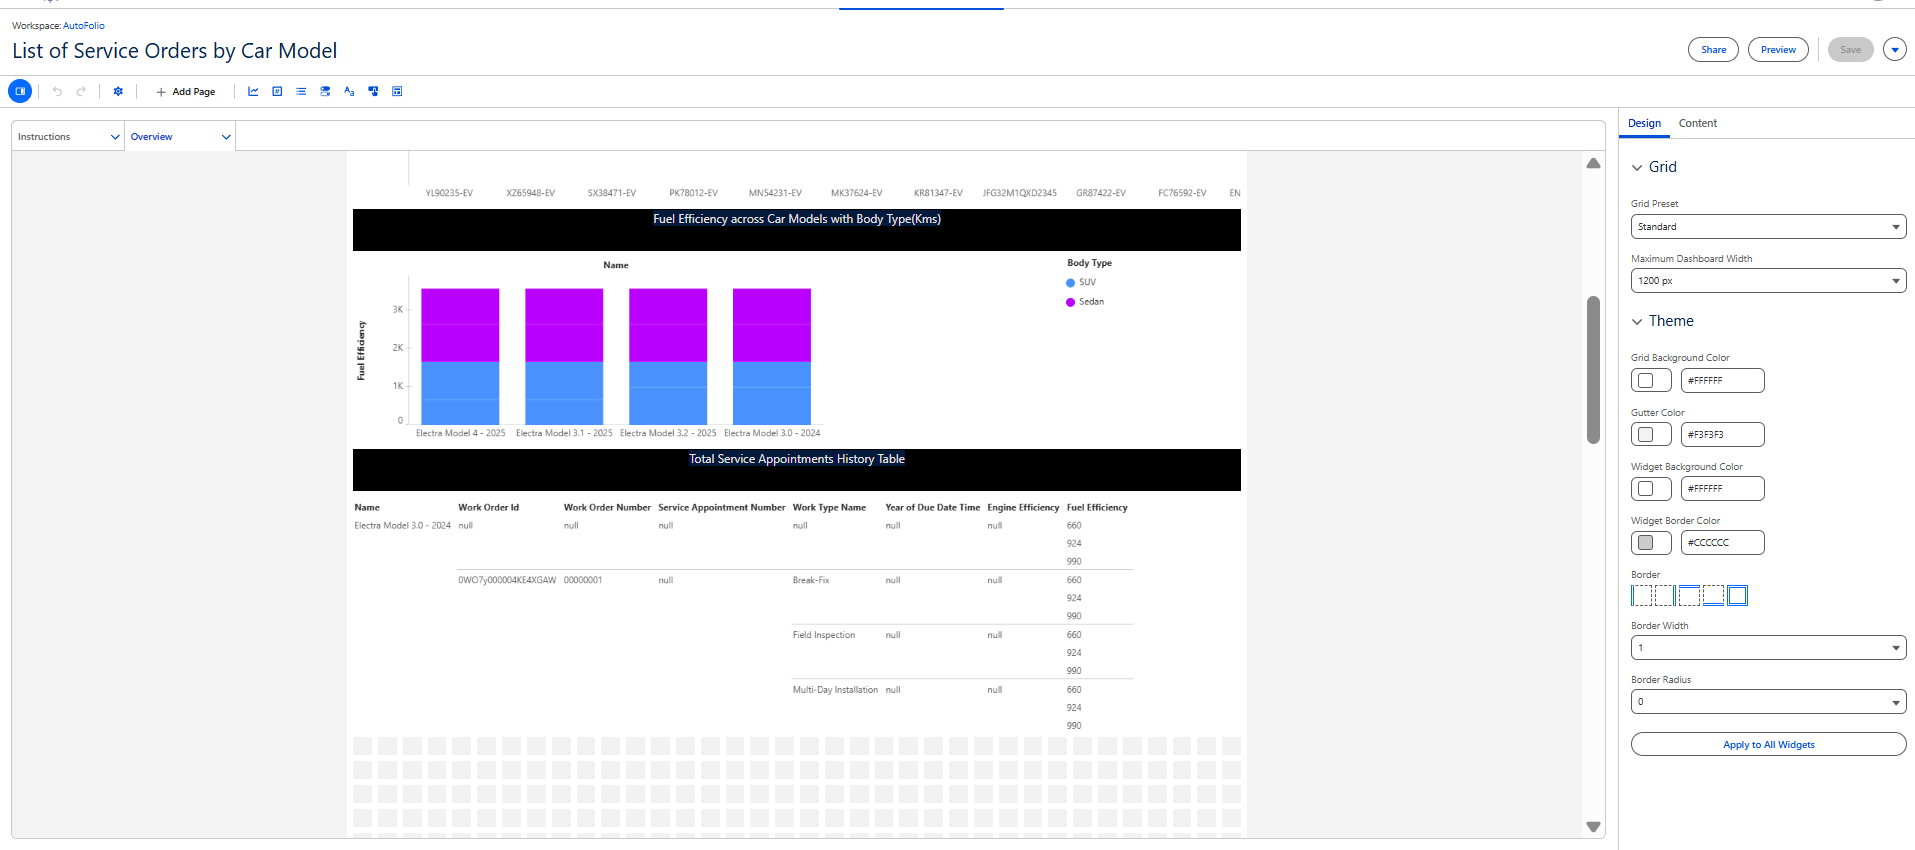 Workspace: AutoFolio
List of Service Orders by Car Model
Share Preview Save
Add Page
Instructions Overview
Design Content
YL90235-EV XZ65948-EV SX38471-EV PK78012-EV MN54231-EV MK37624-EV KR81347-EV JFG32M1QXD2345 GR87422-EV FC76592-EV EN
Fuel Efficiency across Car Models with Body Type(Kms)
Name
Fuel Efficiency
3K
2K
1K
0
Electra Model 4 - 2025 Electra Model 3.1 - 2025 Electra Model 3.2 - 2025 Electra Model 3.0 - 2024
Body Type
SUV
Sedan
Total Service Appointments History Table
Name Work Order Id Work Order Number Service Appointment Number Work Type Name Year of Due Date Time Engine Efficiency Fuel Efficiency
Electra Model 3.0 - 2024 null null null null null null 660
924
990
0WO7y000004KE4XGAW 00000001 null Break-Fix null null 660
924
990
Field Inspection null null 660
924
990
Multi-Day Installation null null 660
924
990
Grid
Grid Preset
Standard
Maximum Dashboard Width
1200 px
Theme
Grid Background Color
#FFFFFF
Gutter Color
#F3F3F3
Widget Background Color
#FFFFFF
Widget Border Color
#CCCCCC
Border
Border Width
1
Border Radius
0
Apply to All Widgets